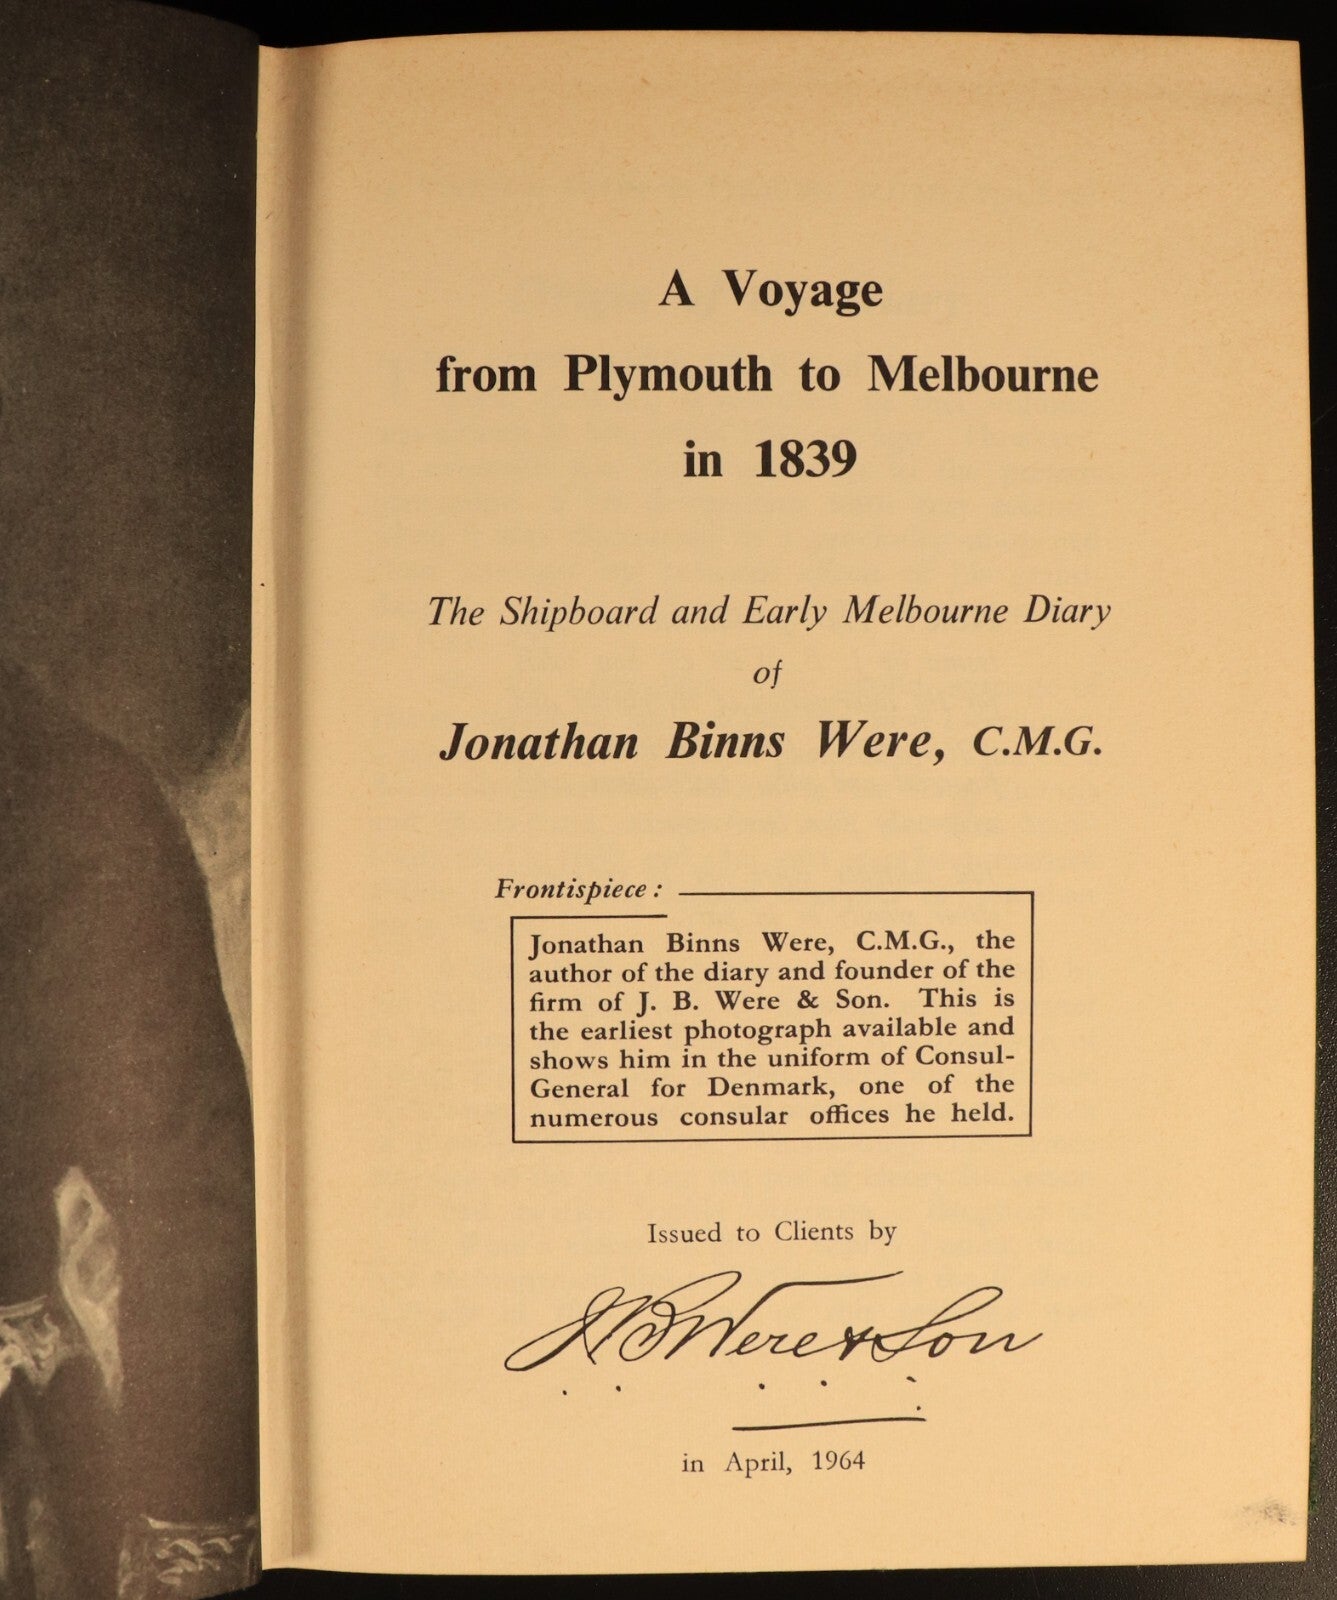 A Voyage
from Plymouth to Melbourne
in 1839
The Shipboard and Early Melbourne Diary
of
Jonathan Binns Were, C.M.G.
Frontispiece :
Jonathan Binns Were, C.M.G., the
author of the diary and founder of the
firm of J. B. Were & Son. This is
the earliest photograph available and
shows him in the uniform of Consul-
General for Denmark, one of the
numerous consular offices he held.
Issued to Clients by
JBWere & Son
in April, 1964